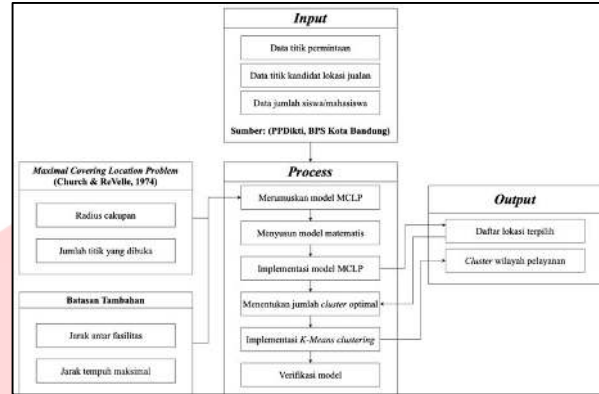 Input
Data titik permintaan
Data titik kandidat lokasi jualan
Data jumlah siswa/mahasiswa
Sumber: (PPDikti, BPS Kota Bandung)
Maximal Covering Location Problem
(Church & ReVelle, 1974)
Radius cakupan
Jumlah titik yang dibuka
Batasan Tambahan
Jarak antar fasilitas
Jarak tempuh maksimal
Process
Merumuskan model MCLP
Menyusun model matematis
Implementasi model MCLP
Menentukan jumlah cluster optimal
Implementasi K-Means clustering
Verifikasi model
Output
Daftar lokasi terpilih
Cluster wilayah pelayanan